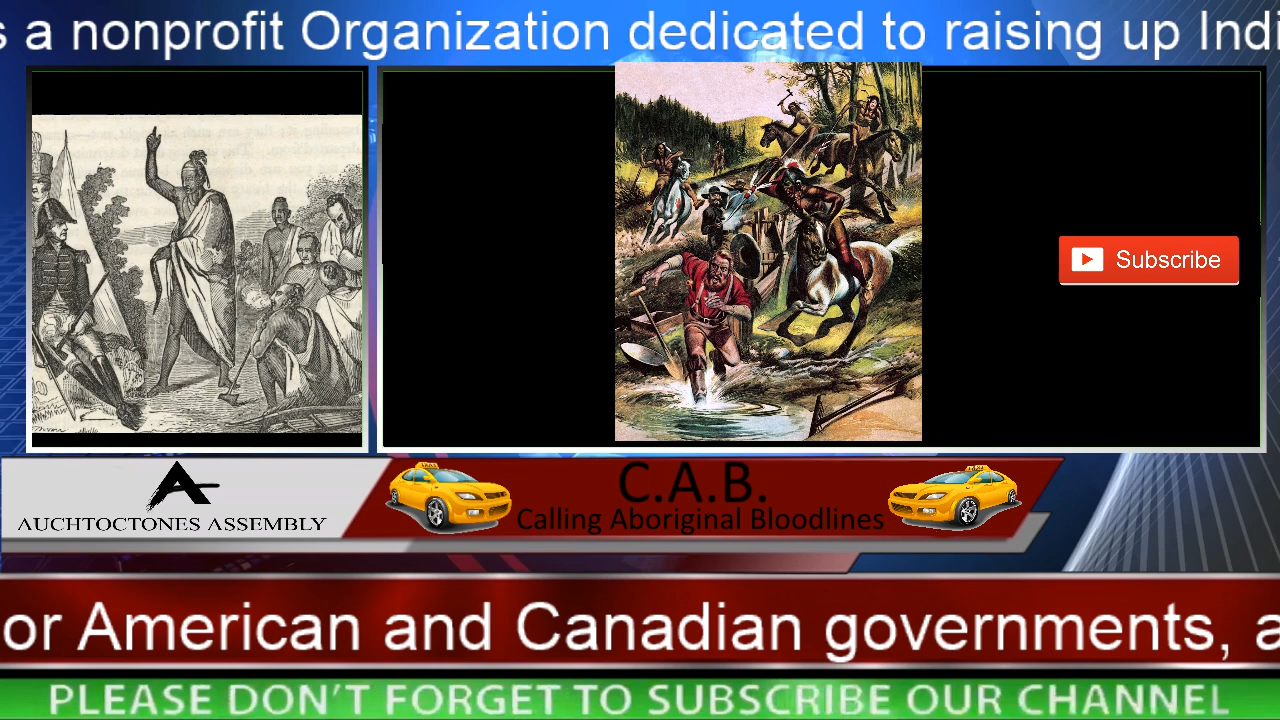 s a nonprofit Organization dedicated to raising up Indi
Subscribe
AUCHTOCTONES ASSEMBLY
C.A.B.
Calling Aboriginal Bloodlines
or American and Canadian governments, a
PLEASE DON'T FORGET TO SUBSCRIBE OUR CHANNEL